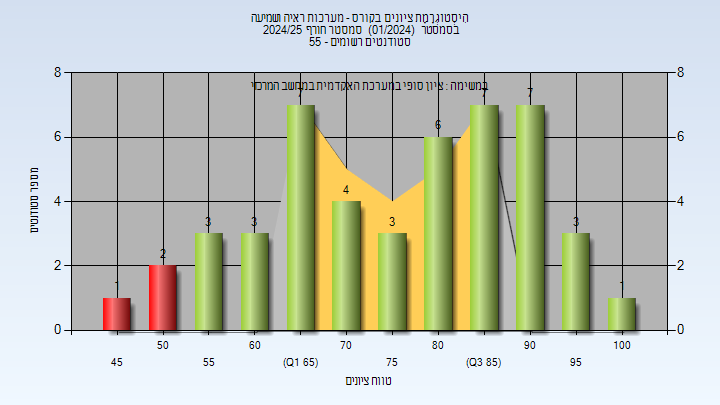 היסטוגרמת ציונים בקורס - מערכות ראיה ושמיעה
בסמסטר (01/2024) סמסטר חורף 2024/25
סטודנטים רשומים - 55
במשימה : ציון סופי במערכת האקדמית במחשב המרכזי
מספר סטודנטים
8 8
6 6
4 4
2 2
0 0
1 2 3 3 7 4 3 6 7 7 3 1
45 50 55 60 (Q1 65) 70 75 80 (Q3 85) 90 95 100
טווח ציונים